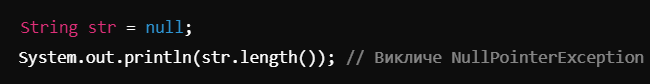 String str = null;
System.out.println(str.length()); // Викличе NullPointerException